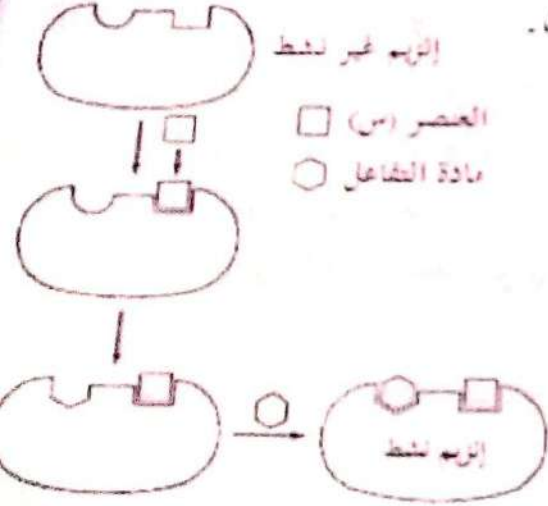 إنزيم غير نشط
العنصر (س)
مادة التفاعل
إنزيم نشط